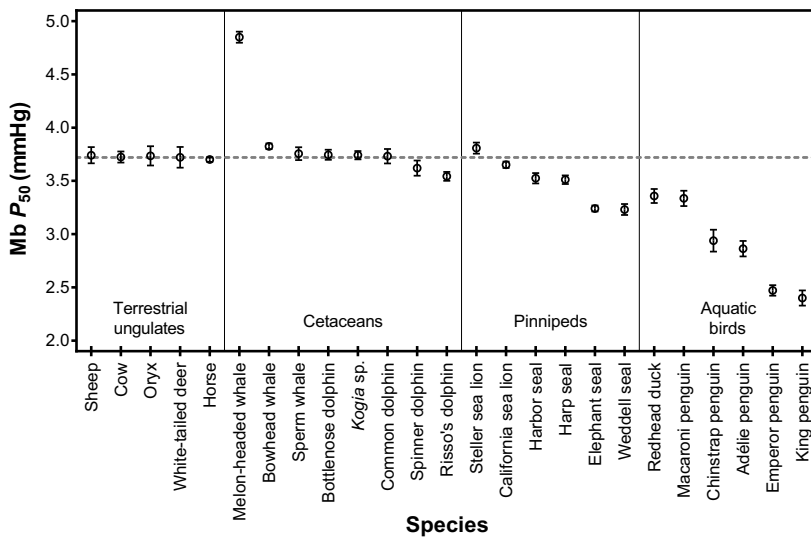 Mb P50 (mmHg)
5.0
4.5
4.0
3.5
3.0
2.5
2.0
Terrestrial
ungulates
Cetaceans
Pinnipeds
Aquatic
birds
Sheep
Cow
Oryx
White-tailed deer
Horse
Melon-headed whale
Bowhead whale
Sperm whale
Bottlenose dolphin
Kogia sp.
Common dolphin
Spinner dolphin
Risso's dolphin
Steller sea lion
California sea lion
Harbor seal
Harp seal
Elephant seal
Weddell seal
Redhead duck
Macaroni penguin
Chinstrap penguin
Adélie penguin
Emperor penguin
King penguin
Species